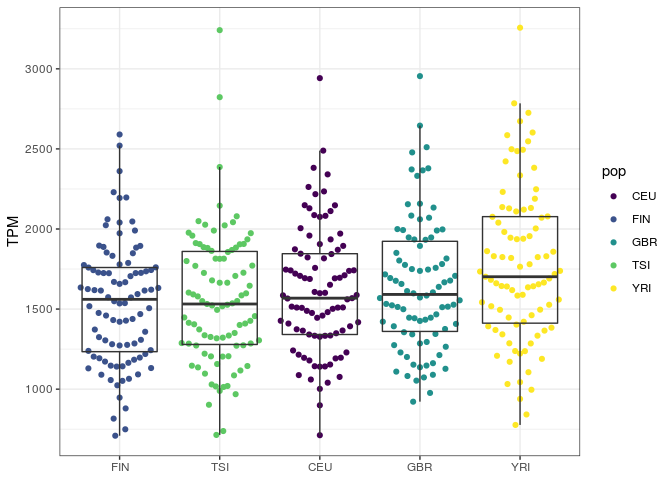 TPM
3000
2500
2000
1500
1000
FIN TSI CEU GBR YRI
pop
CEU
FIN
GBR
TSI
YRI